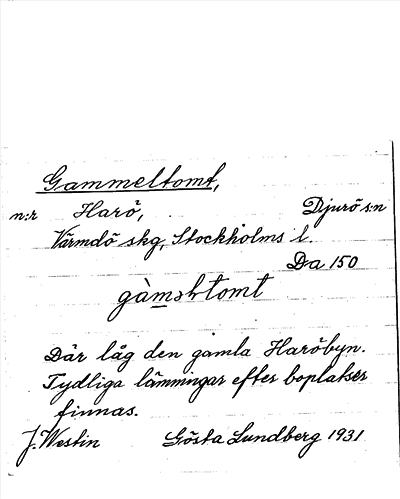 Gammeltomt,
n:r Harö, Djurö s:n
Värmdö skg, Stockholms l.
Da 150
gàməltomt
Där låg den gamla Haröbyn.
Tydliga lämningar efter boplatser
finnas.
J. Westin Gösta Lundberg 1931